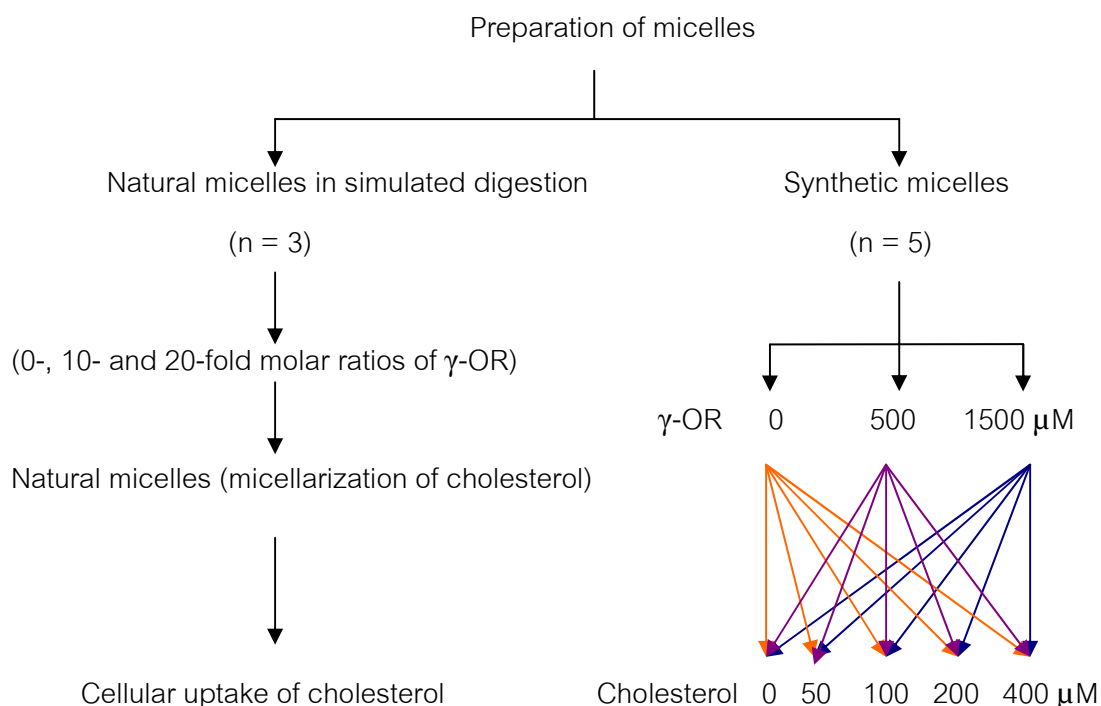 Preparation of micelles
Natural micelles in simulated digestion
(n = 3)
(0-, 10- and 20-fold molar ratios of γ-OR)
Natural micelles (micellarization of cholesterol)
Cellular uptake of cholesterol
Synthetic micelles
(n = 5)
γ-OR 0 500 1500 μM
Cholesterol 0 50 100 200 400 μM